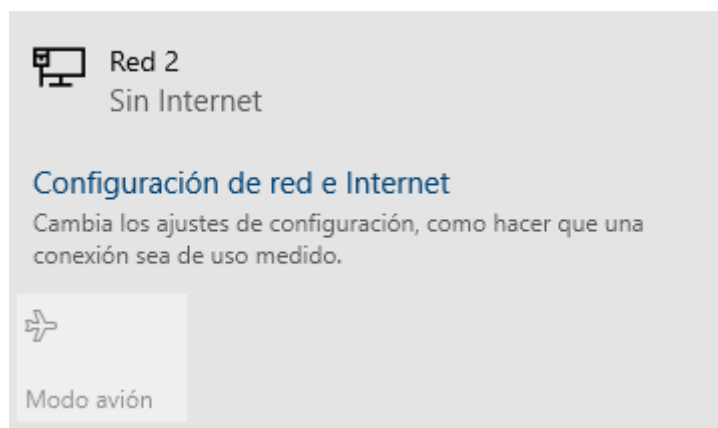 Red 2
Sin Internet
Configuración de red e Internet
Cambia los ajustes de configuración, como hacer que una
conexión sea de uso medido.
Modo avión